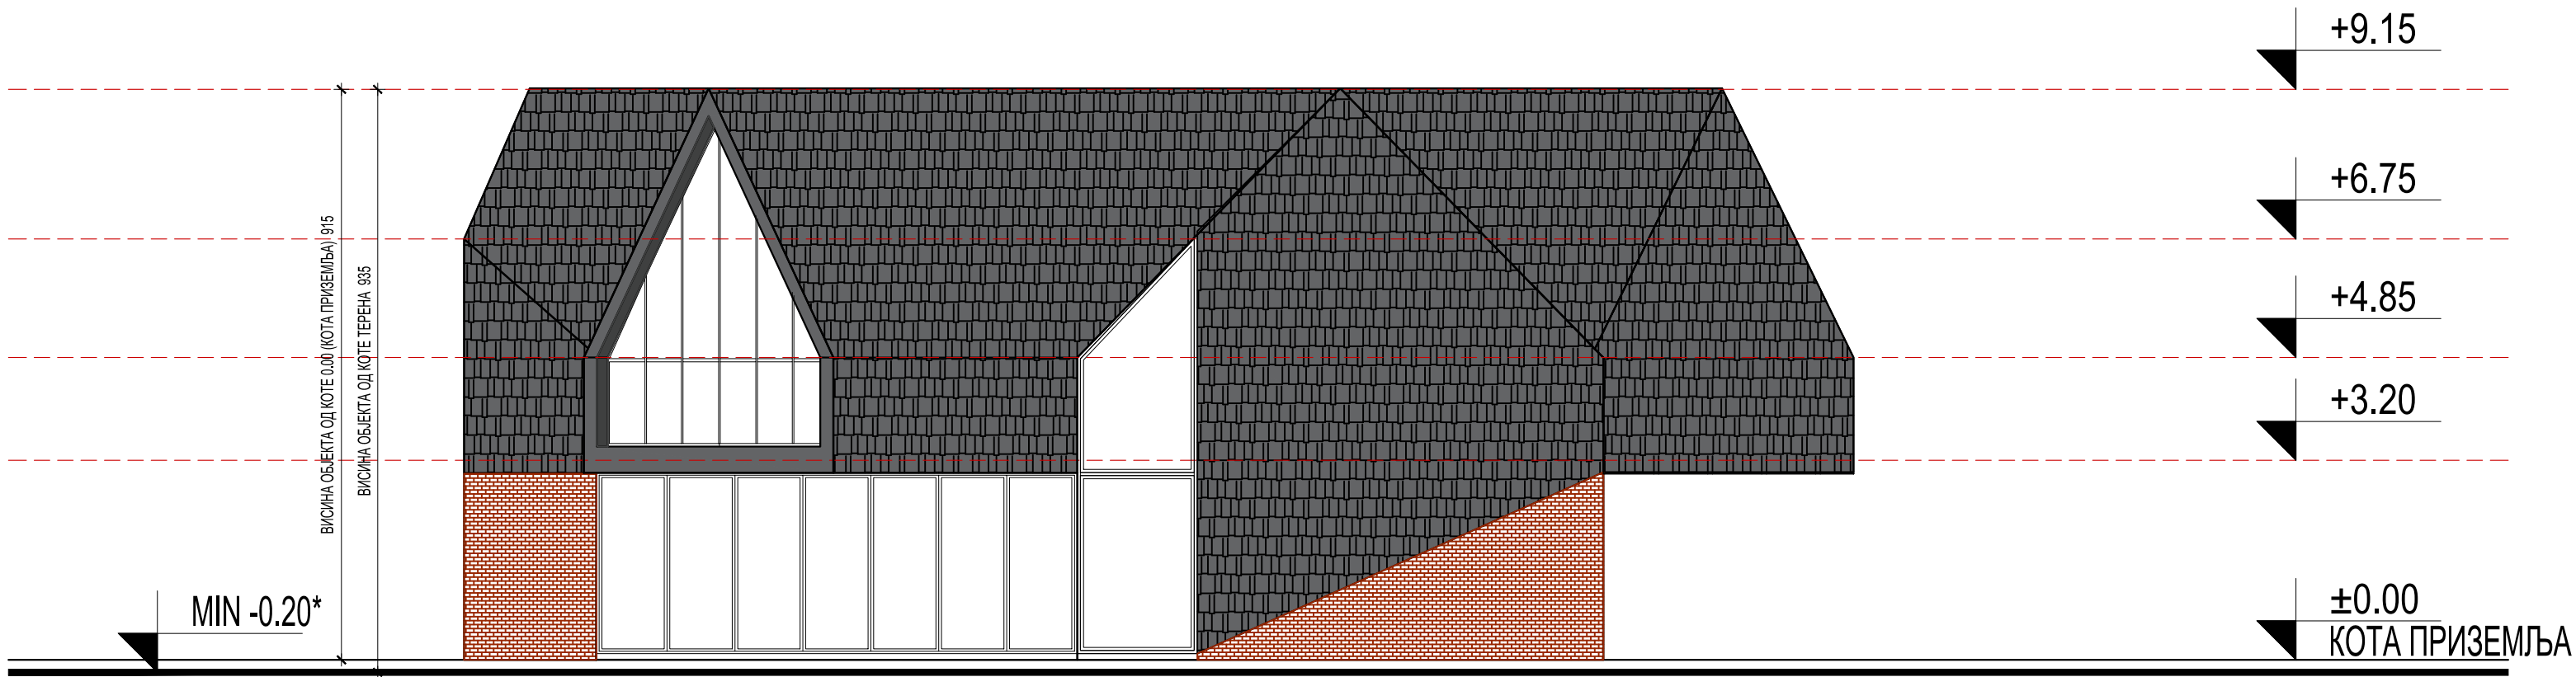 +9.15
+6.75
+4.85
+3.20
±0.00
КОТА ПРИЗЕМЉА
MIN -0.20*
ВИСИНА ОБЈЕКТА ОД КОТЕ 0.00 (КОТА ПРИЗЕМЉА) 915
ВИСИНА ОБЈЕКТА ОД КОТЕ ТЕРЕНА 935